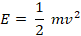 E = 1/2 mv²